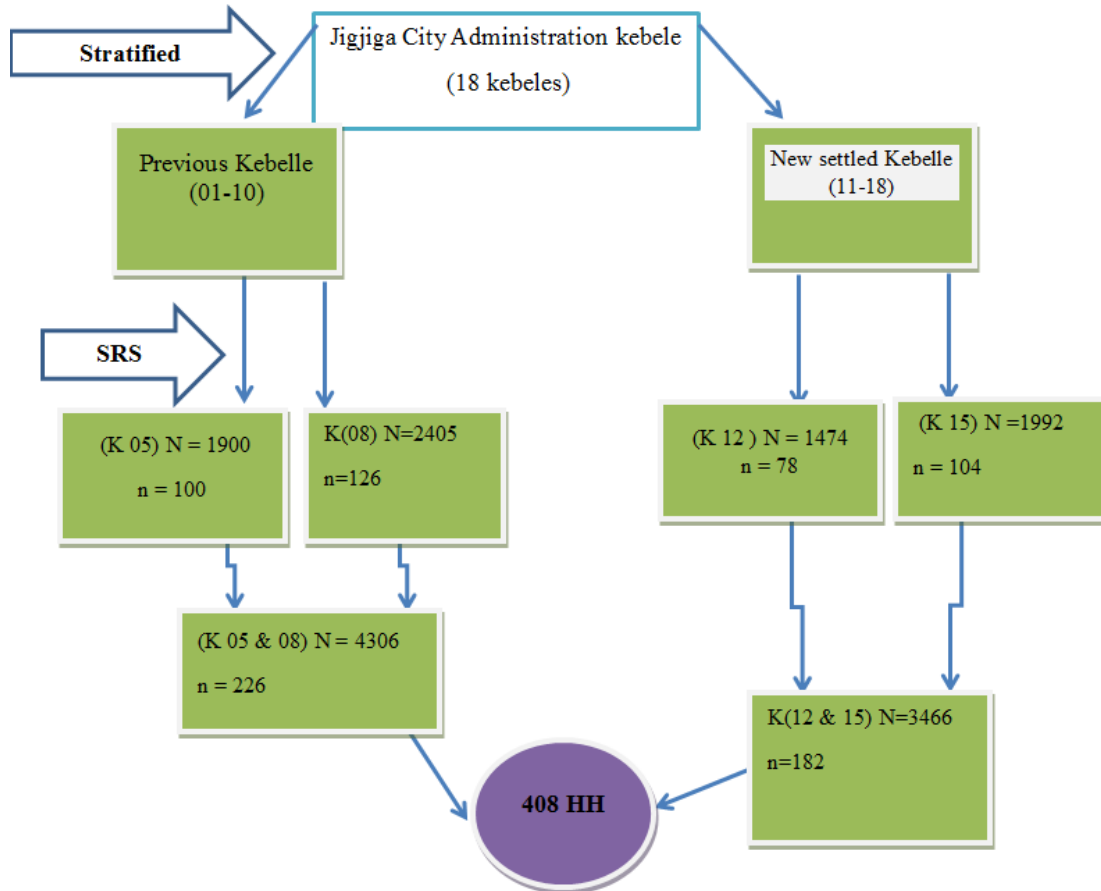 Stratified
Jigjiga City Administration kebele
(18 kebeles)
Previous Kebelle
(01-10)
New settled Kebelle
(11-18)
SRS
(K 05) N = 1900
n = 100
K(08) N=2405
n=126
(K 12 ) N = 1474
n = 78
(K 15) N =1992
n = 104
(K 05 & 08) N = 4306
n = 226
K(12 & 15) N=3466
n=182
408 HH